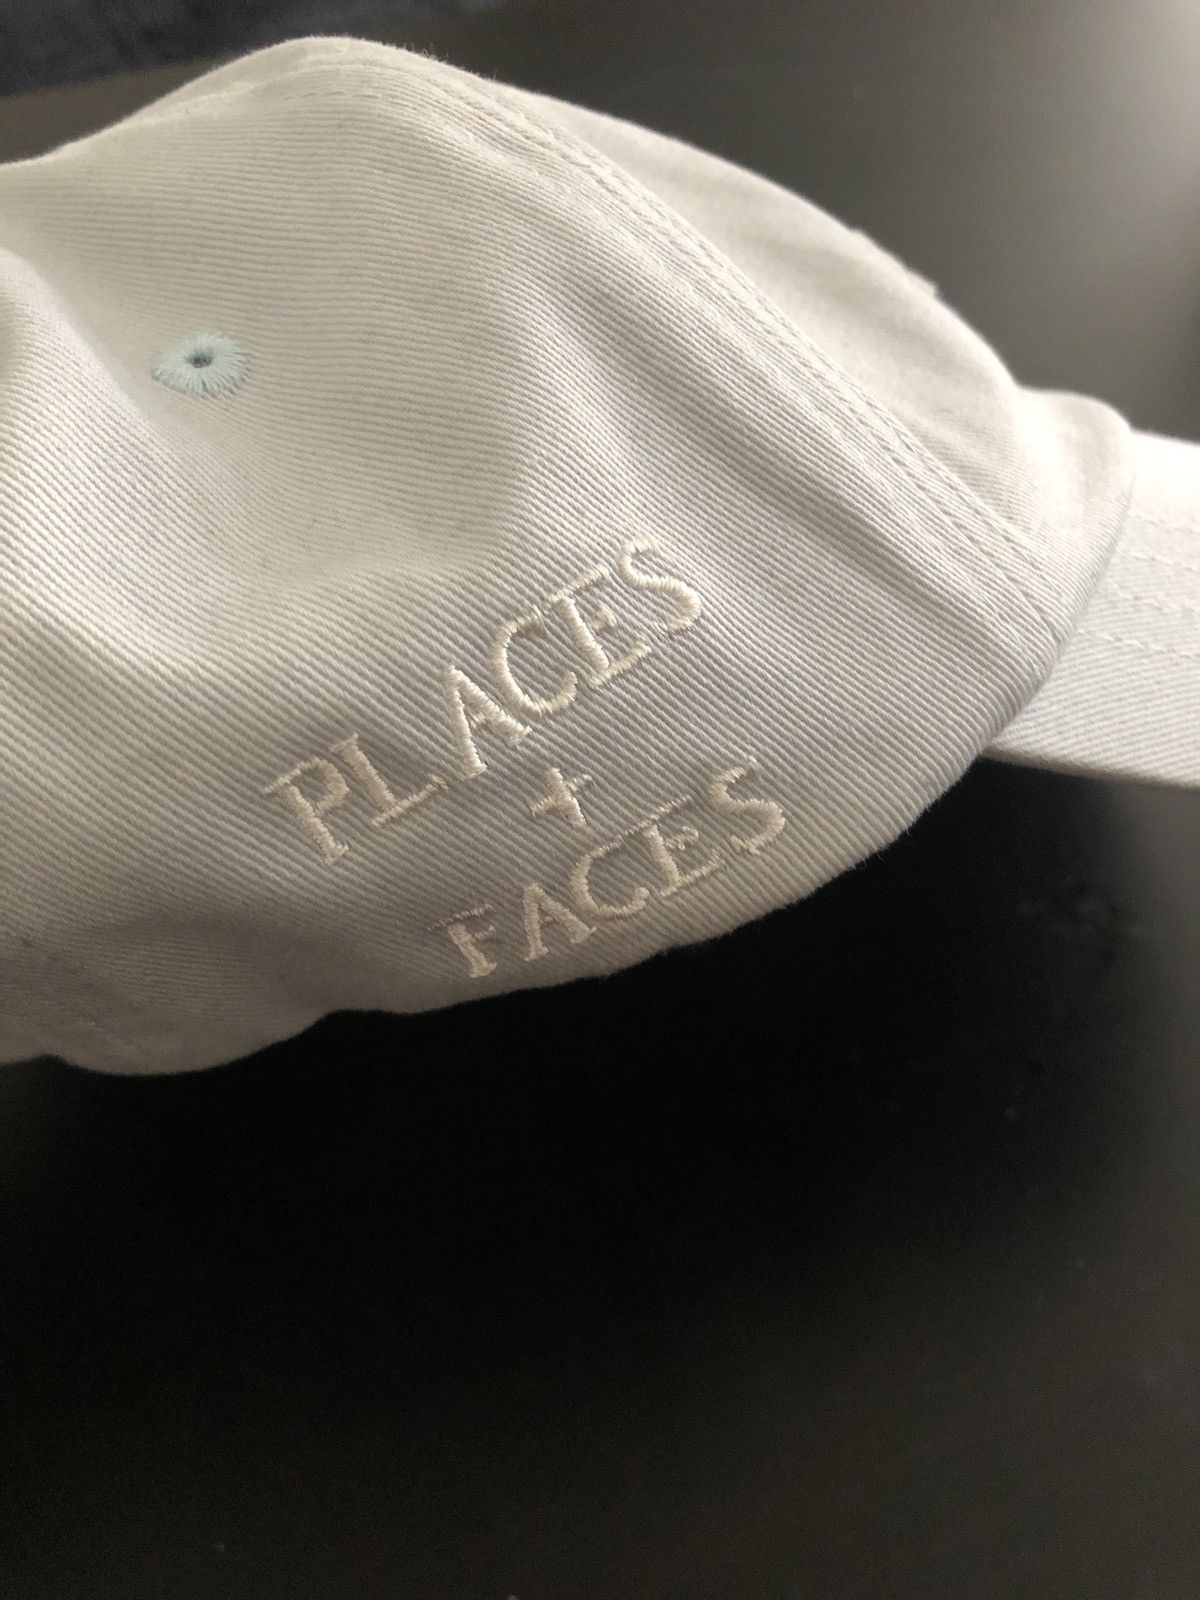 PLACES
+
FACES